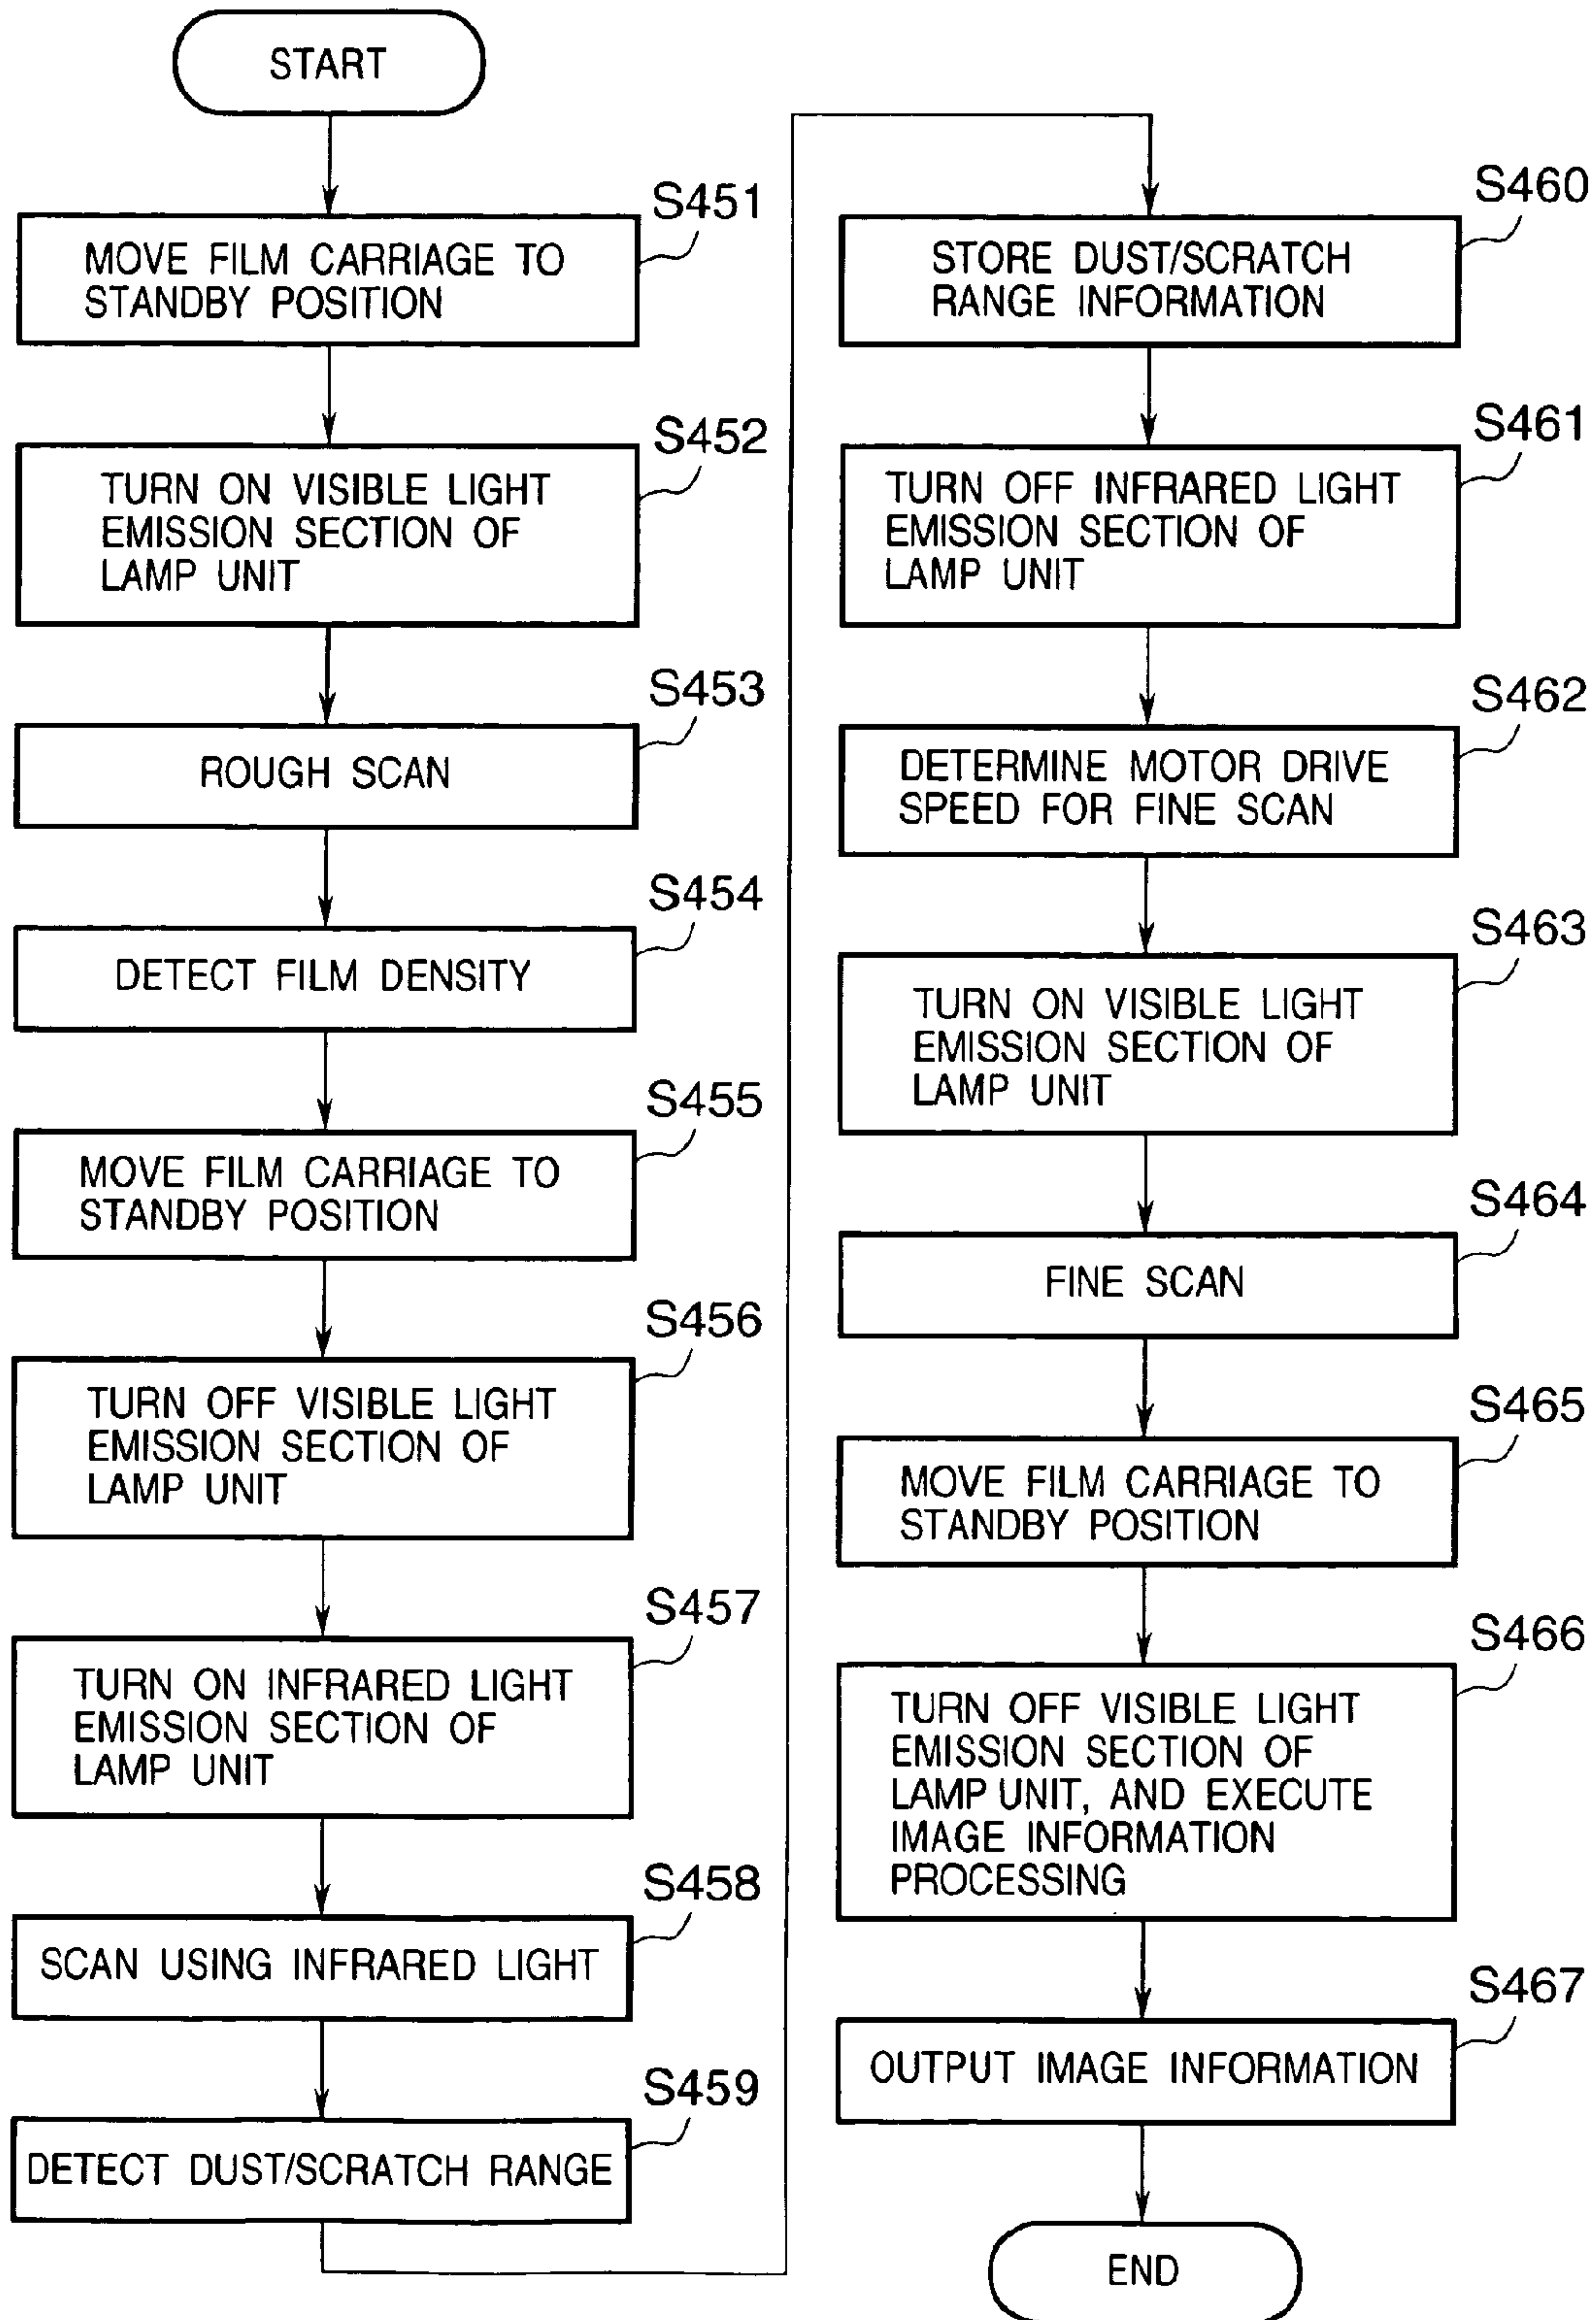 START
S451
MOVE FILM CARRIAGE TO
STANDBY POSITION
S452
TURN ON VISIBLE LIGHT
EMISSION SECTION OF
LAMP UNIT
S453
ROUGH SCAN
S454
DETECT FILM DENSITY
S455
MOVE FILM CARRIAGE TO
STANDBY POSITION
S456
TURN OFF VISIBLE LIGHT
EMISSION SECTION OF
LAMP UNIT
S457
TURN ON INFRARED LIGHT
EMISSION SECTION OF
LAMP UNIT
S458
SCAN USING INFRARED LIGHT
S459
DETECT DUST/SCRATCH RANGE
S460
STORE DUST/SCRATCH
RANGE INFORMATION
S461
TURN OFF INFRARED LIGHT
EMISSION SECTION OF
LAMP UNIT
S462
DETERMINE MOTOR DRIVE
SPEED FOR FINE SCAN
S463
TURN ON VISIBLE LIGHT
EMISSION SECTION OF
LAMP UNIT
S464
FINE SCAN
S465
MOVE FILM CARRIAGE TO
STANDBY POSITION
S466
TURN OFF VISIBLE LIGHT
EMISSION SECTION OF
LAMP UNIT, AND EXECUTE
IMAGE INFORMATION
PROCESSING
S467
OUTPUT IMAGE INFORMATION
END